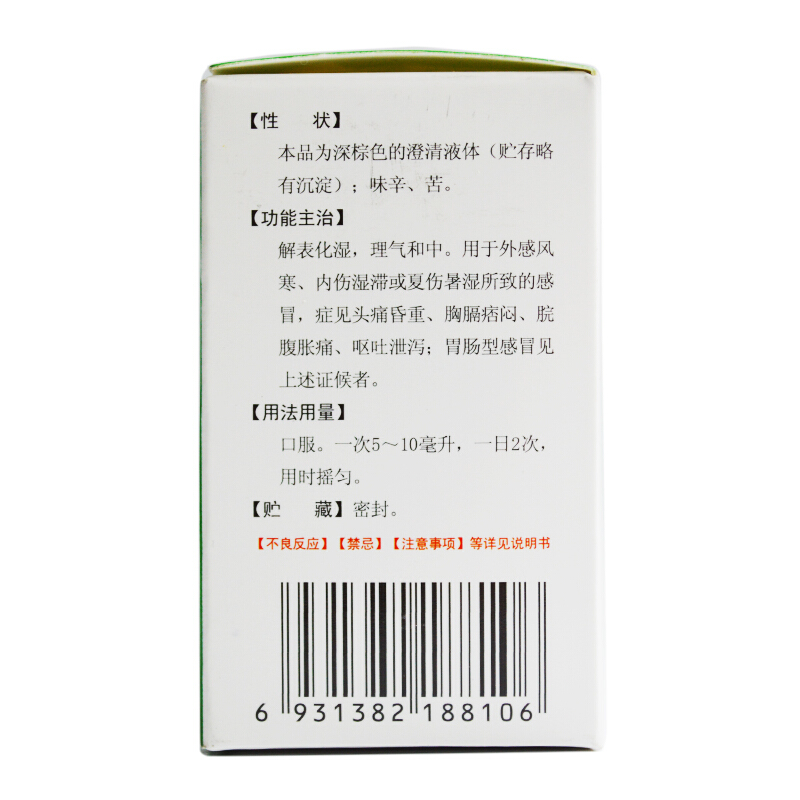 【性 状】
本品为深棕色的澄清液体（贮存略
有沉淀）；味辛、苦。
【功能主治】
解表化湿，理气和中。用于外感风
寒、内伤湿滞或夏伤暑湿所致的感
冒，症见头痛昏重、胸膈痞闷、脘
腹胀痛、呕吐泄泻；胃肠型感冒见
上述证候者。
【用法用量】
口服。一次5～10毫升，一日2次，
用时摇匀。
【贮 藏】密封。
【不良反应】【禁忌】【注意事项】等详见说明书
6 931382 188106